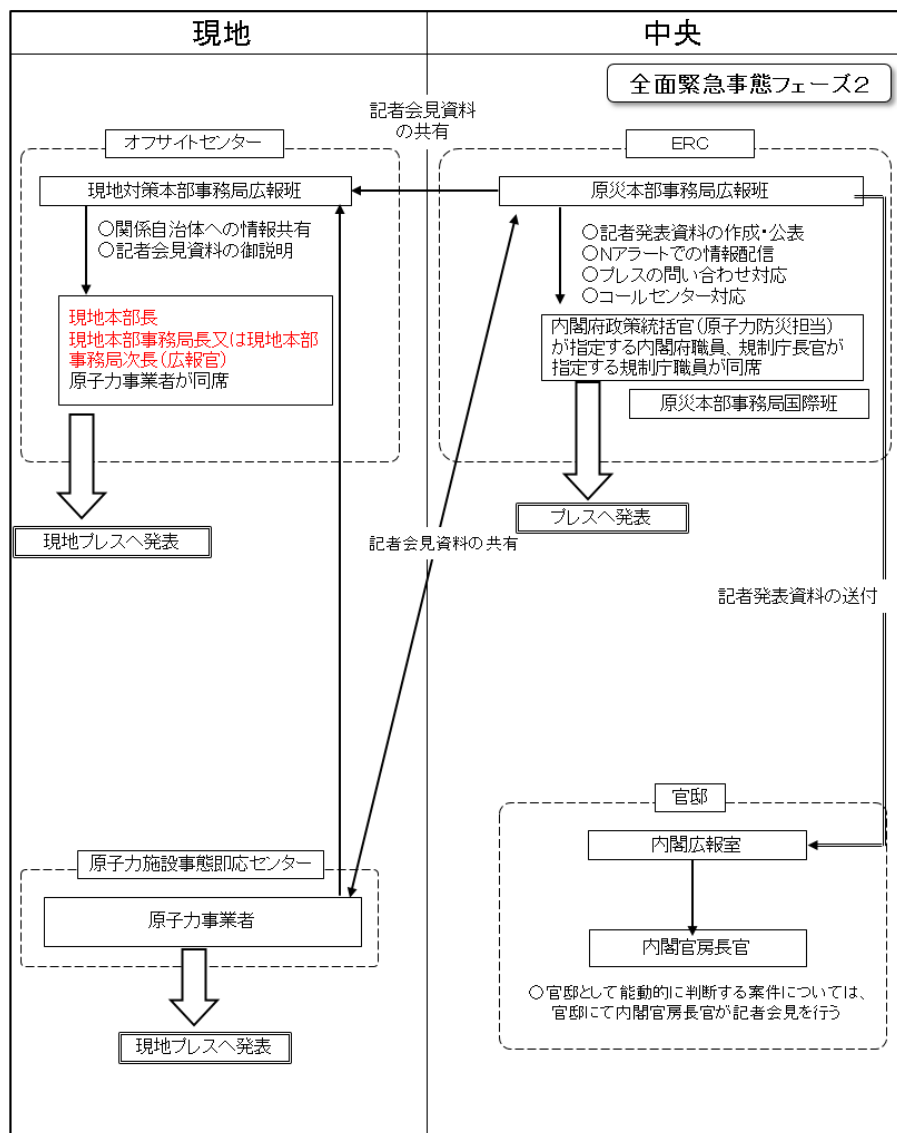 現地
中央
全面緊急事態フェーズ2
記者会見資料
の共有
オフサイトセンター
ERC
現地対策本部事務局広報班
原災本部事務局広報班
○関係自治体への情報共有
○記者会見資料の御説明
○記者発表資料の作成・公表
○Nアラートでの情報配信
○プレスの問い合わせ対応
○コールセンター対応
現地本部長
現地本部事務局長又は現地本部
事務局次長(広報官)
原子力事業者が同席
内閣府政策統括官(原子力防災担当)
が指定する内閣府職員、規制庁長官が
指定する規制庁職員が同席
原災本部事務局国際班
現地プレスへ発表
プレスへ発表
記者会見資料の共有
記者発表資料の送付
官邸
内閣広報室
原子力施設事態即応センター
原子力事業者
内閣官房長官
○官邸として能動的に判断する案件については、
官邸にて内閣官房長官が記者会見を行う
現地プレスへ発表